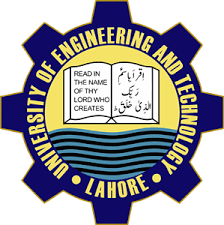 UNIVERSITY OF ENGINEERING AND TECHNOLOGY
READ IN
THE NAME
OF THY
LORD WHO
CREATES
اقرا باسم
ربك
الذي خلق
• LAHORE •